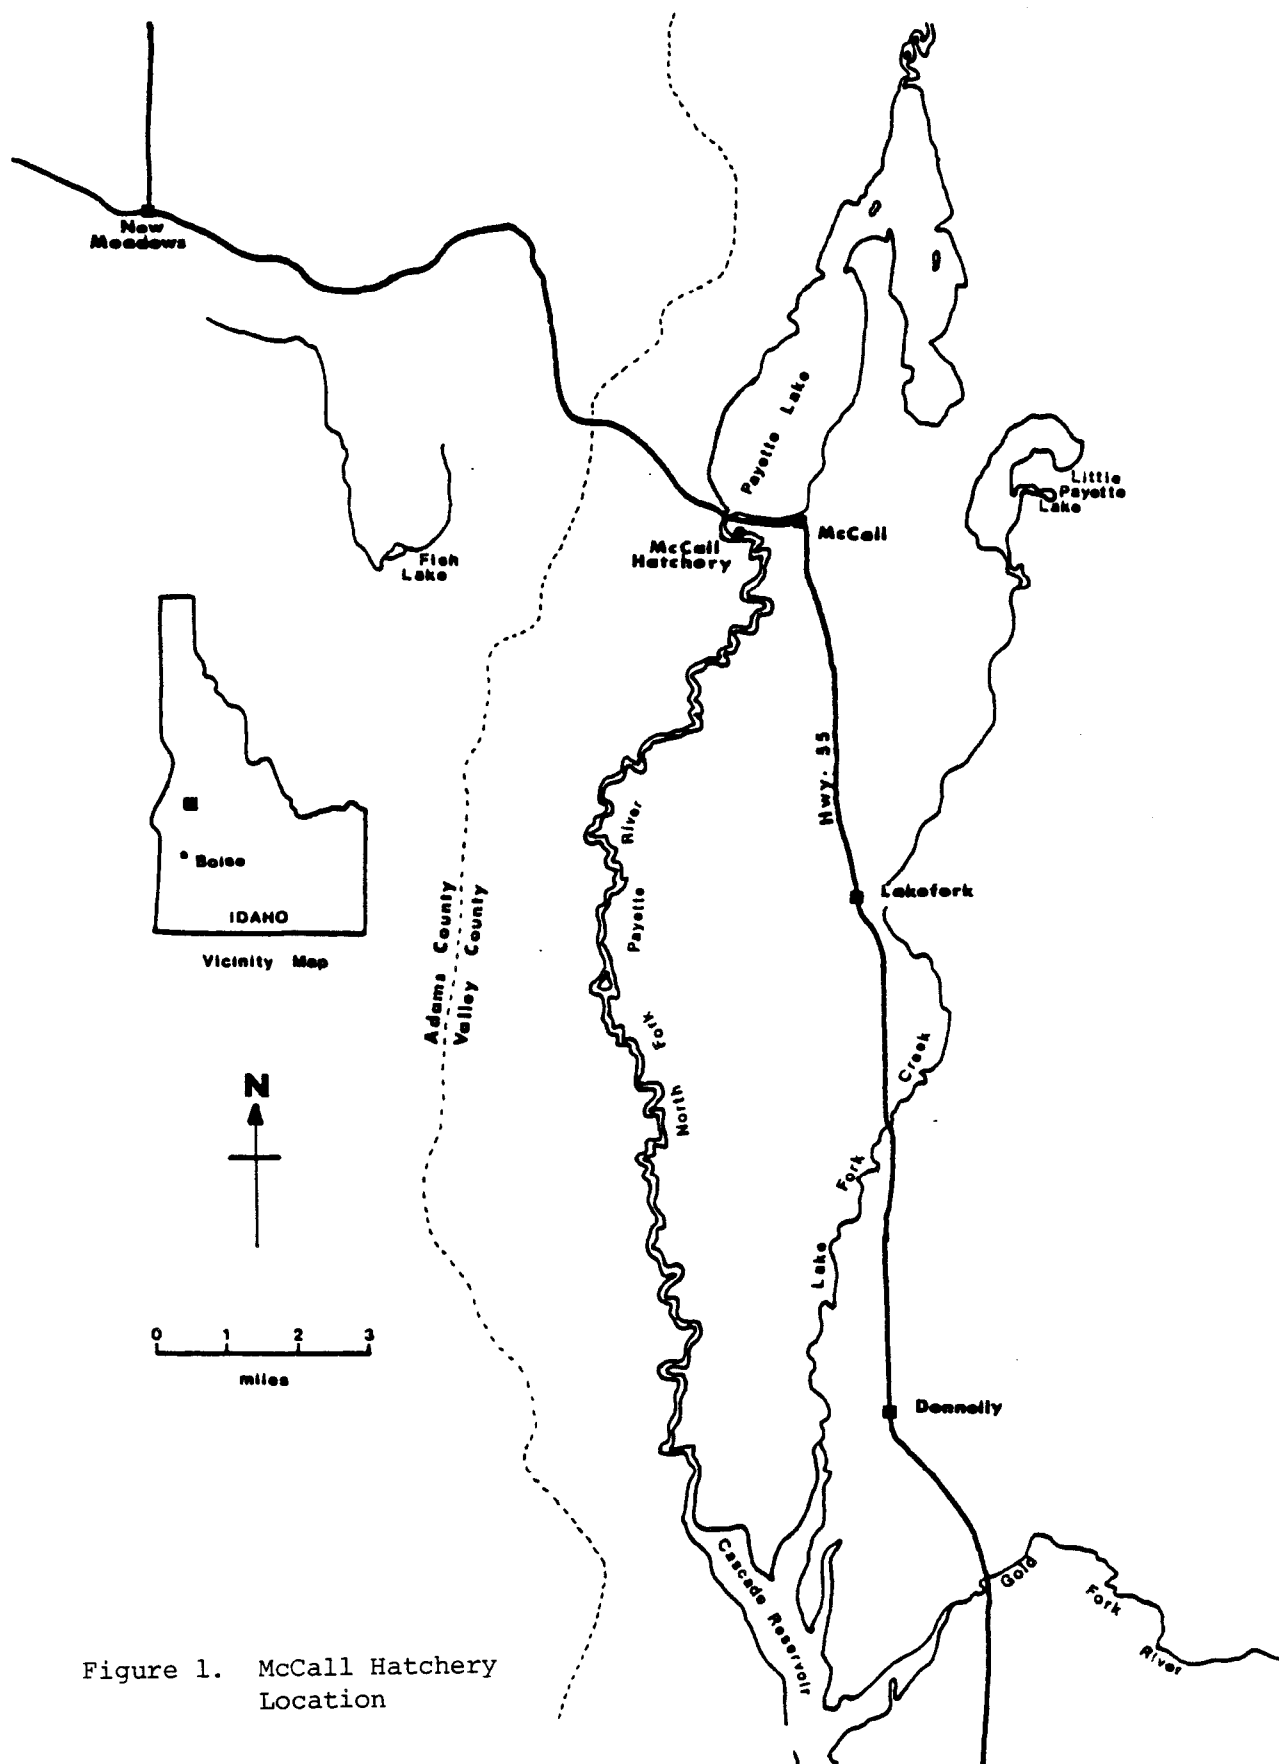 New
Meadows
Payette Lake
Little
Payette
Lake
McCall
McCall
Hatchery
Fish
Lake
Hwy. 55
River
Payette
Fork
North
Boise
IDAHO
Vicinity Map
Lakefork
Adams County
Valley County
Creek
Fork
Lake
N
0 1 2 3
miles
Donnelly
Cascade Reservoir
Gold
Fork
River
Figure 1. McCall Hatchery
Location